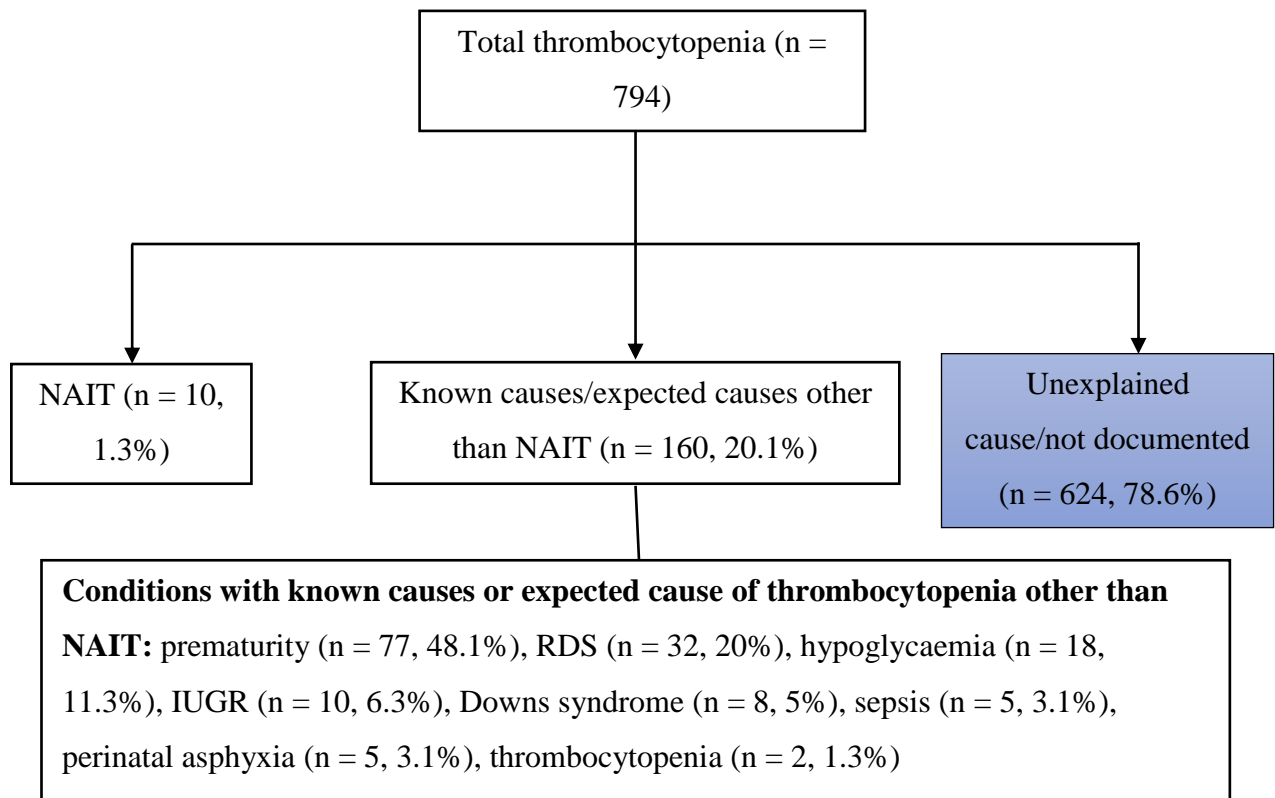 Total thrombocytopenia (n =
794)
NAIT (n = 10,
1.3%)
Known causes/expected causes other
than NAIT (n = 160, 20.1%)
Unexplained
cause/not documented
(n = 624, 78.6%)
Conditions with known causes or expected cause of thrombocytopenia other than
NAIT: prematurity (n = 77, 48.1%), RDS (n = 32, 20%), hypoglycaemia (n = 18,
11.3%), IUGR (n = 10, 6.3%), Downs syndrome (n = 8, 5%), sepsis (n = 5, 3.1%),
perinatal asphyxia (n = 5, 3.1%), thrombocytopenia (n = 2, 1.3%)